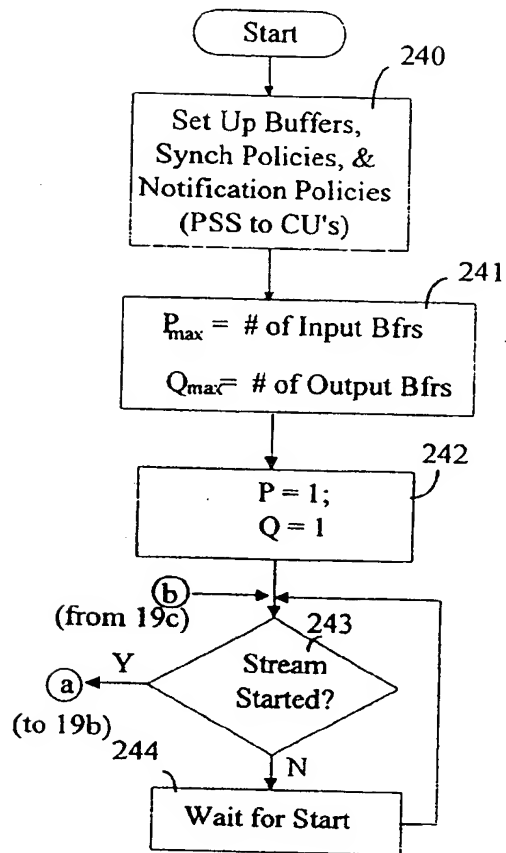 Start
240
Set Up Buffers,
Synch Policies, &
Notification Policies
(PSS to CU's)
241
Pmax = # of Input Bfrs
Qmax= # of Output Bfrs
242
P = 1;
Q = 1
b
(from 19c)
243
Y
Stream
Started?
a
(to 19b)
244
N
Wait for Start